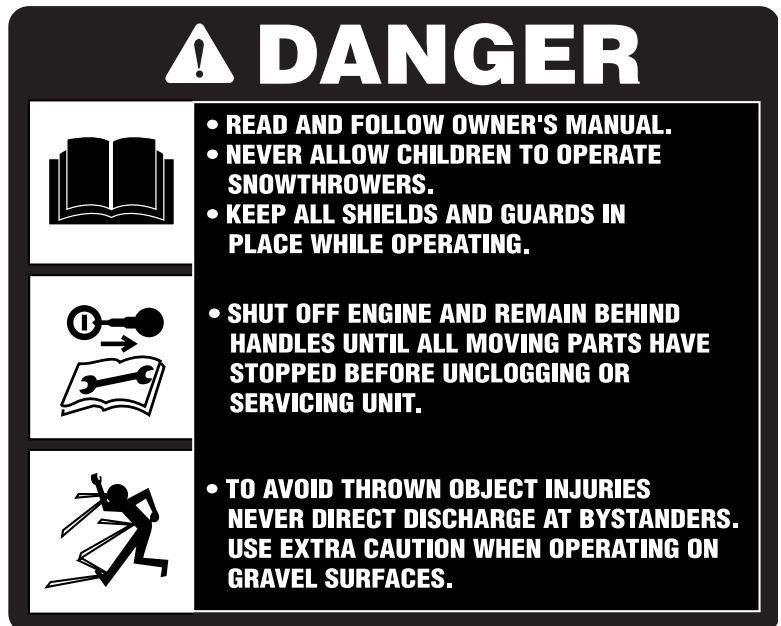 DANGER
• READ AND FOLLOW OWNER'S MANUAL.
• NEVER ALLOW CHILDREN TO OPERATE
SNOWTHROWERS.
• KEEP ALL SHIELDS AND GUARDS IN
PLACE WHILE OPERATING.
• SHUT OFF ENGINE AND REMAIN BEHIND
HANDLES UNTIL ALL MOVING PARTS HAVE
STOPPED BEFORE UNCLOGGING OR
SERVICING UNIT.
• TO AVOID THROWN OBJECT INJURIES
NEVER DIRECT DISCHARGE AT BYSTANDERS.
USE EXTRA CAUTION WHEN OPERATING ON
GRAVEL SURFACES.